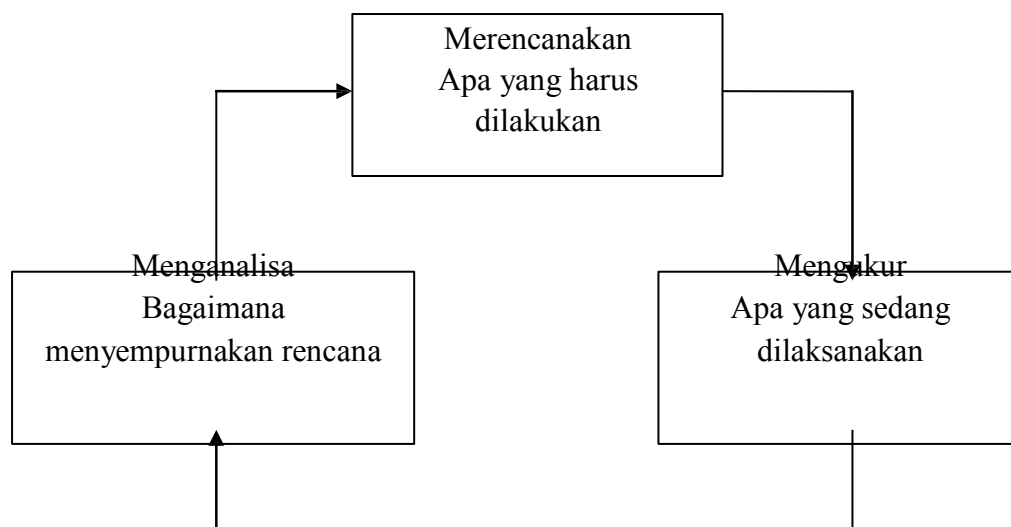 Merencanakan
Apa yang harus
dilakukan
Menganalisa
Bagaimana
menyempurnakan rencana
Mengukur
Apa yang sedang
dilaksanakan